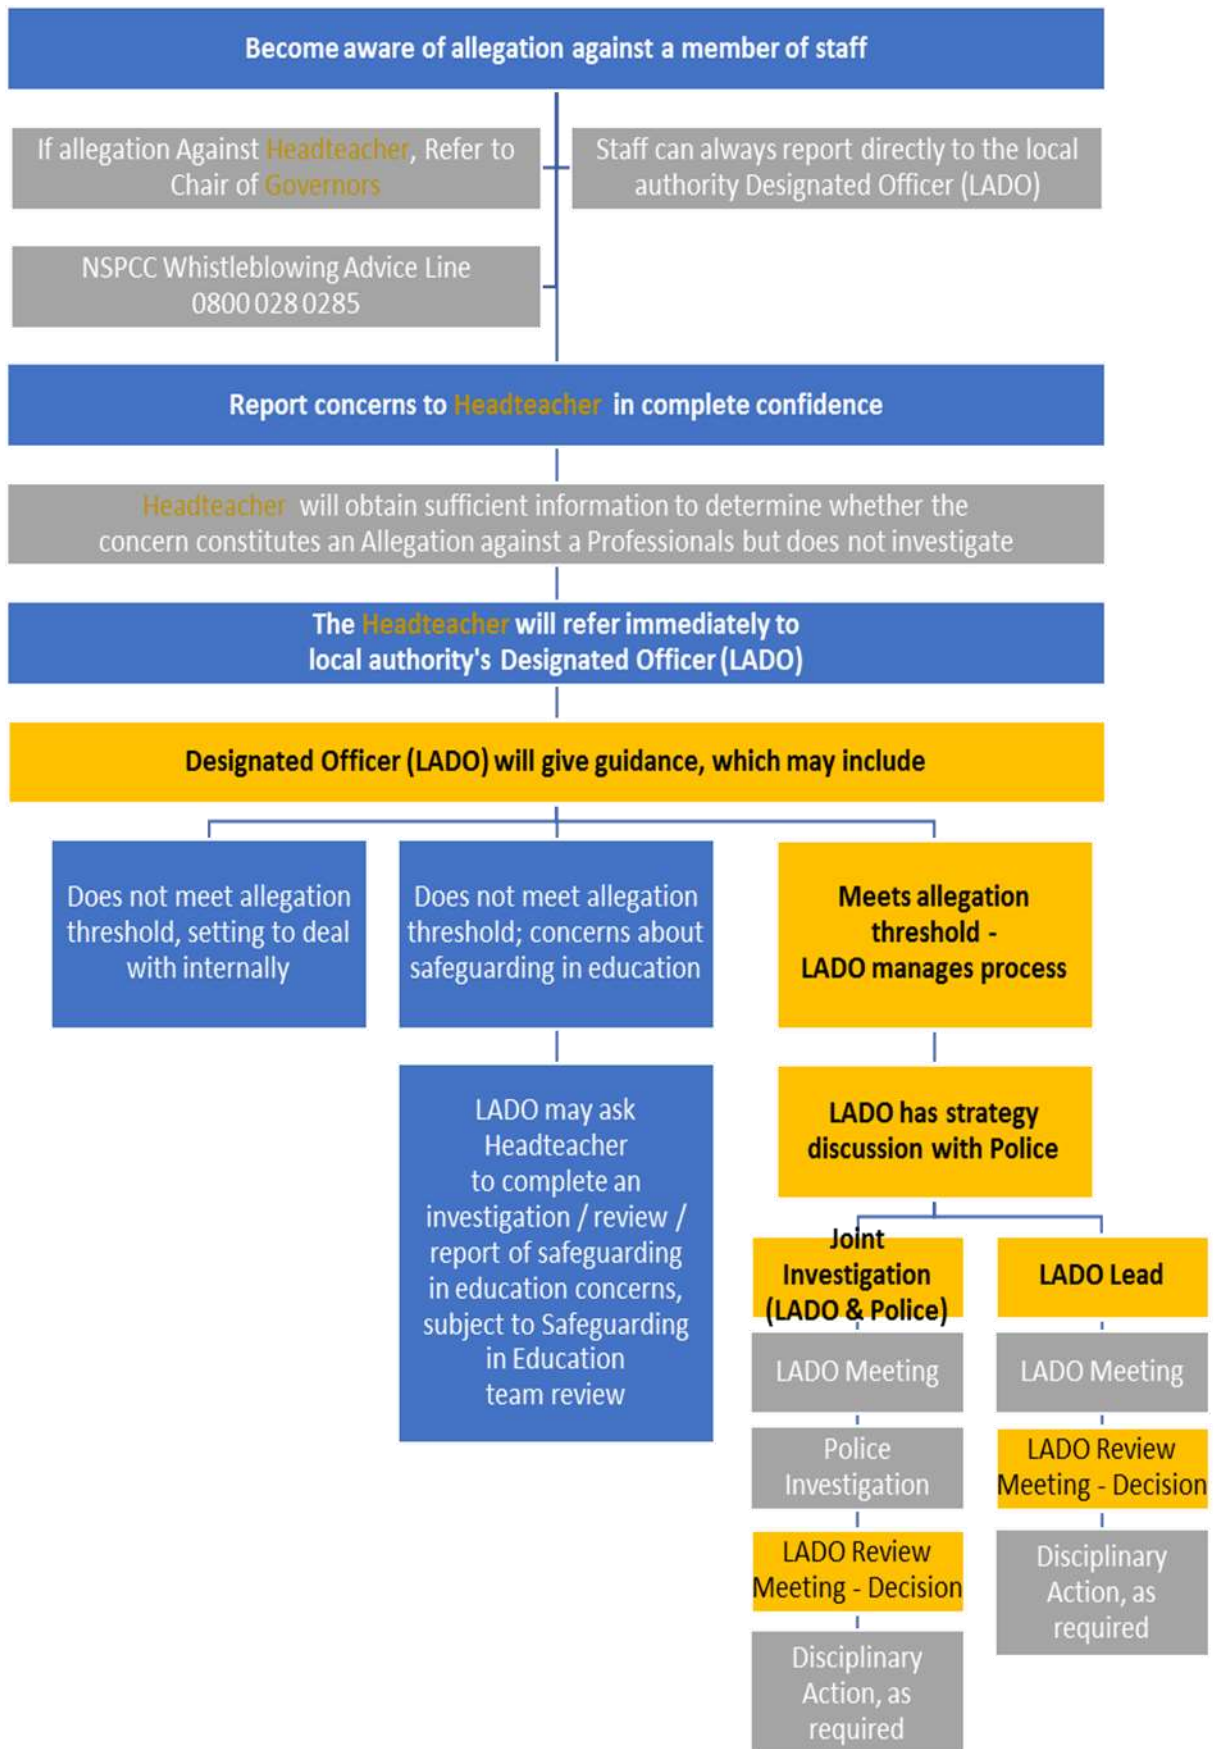 Become aware of allegation against a member of staff
If allegation Against Headteacher, Refer to
Chair of Governors
Staff can always report directly to the local
authority Designated Officer (LADO)
NSPCC Whistleblowing Advice Line
0800 028 0285
Report concerns to Headteacher in complete confidence
Headteacher will obtain sufficient information to determine whether the
concern constitutes an Allegation against a Professionals but does not investigate
The Headteacher will refer immediately to
local authority's Designated Officer (LADO)
Designated Officer (LADO) will give guidance, which may include
Does not meet allegation
threshold, setting to deal
with internally
Does not meet allegation
threshold; concerns about
safeguarding in education
Meets allegation
threshold -
LADO manages process
LADO may ask
Headteacher
to complete an
investigation / review /
report of safeguarding
in education concerns,
subject to Safeguarding
in Education
team review
LADO has strategy
discussion with Police
Joint
Investigation
(LADO & Police)
LADO Lead
LADO Meeting
LADO Meeting
Police
Investigation
LADO Review
Meeting - Decision
LADO Review
Meeting - Decision
Disciplinary
Action, as
required
Disciplinary
Action, as
required